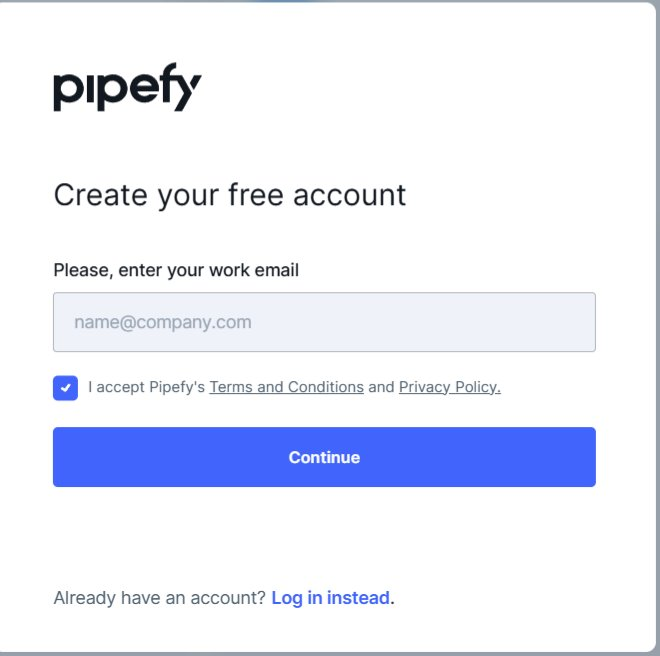 pipefy
Create your free account
Please, enter your work email
name@company.com
I accept Pipefy's Terms and Conditions and Privacy Policy.
Continue
Already have an account? Log in instead.